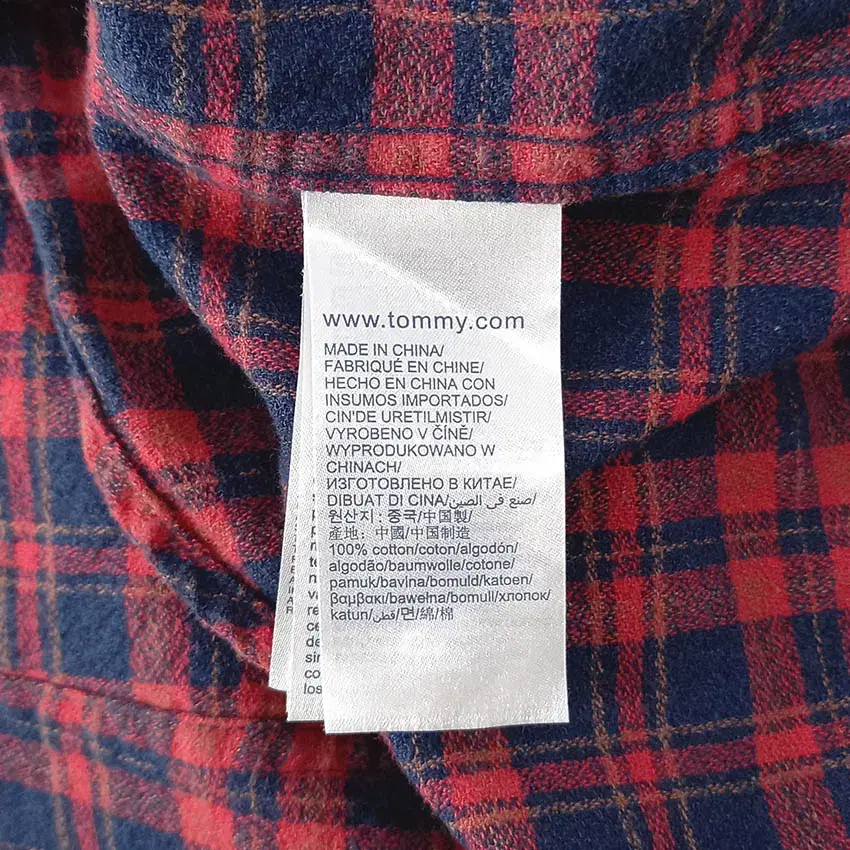 www.tommy.com
MADE IN CHINA/
FABRIQUÉ EN CHINE/
HECHO EN CHINA CON
INSUMOS IMPORTADOS/
CIN'DE URETILMISTIR/
VYROBENO V ČÍNĚ/
WYPRODUKOWANO W
CHINACH/
ИЗГОТОВЛЕНО В КИТАЕ/
DIBUAT DI CINA/صنع في الصين/
원산지 : 중국/中国製/
產地：中國/中国制造
100% cotton/coton/algodón/
algodão/baumwolle/cotone/
pamuk/bavlna/bomuld/katoen/
βαμβακι/bawełna/bomull/хлопок/
katun/قطن/면/綿/棉